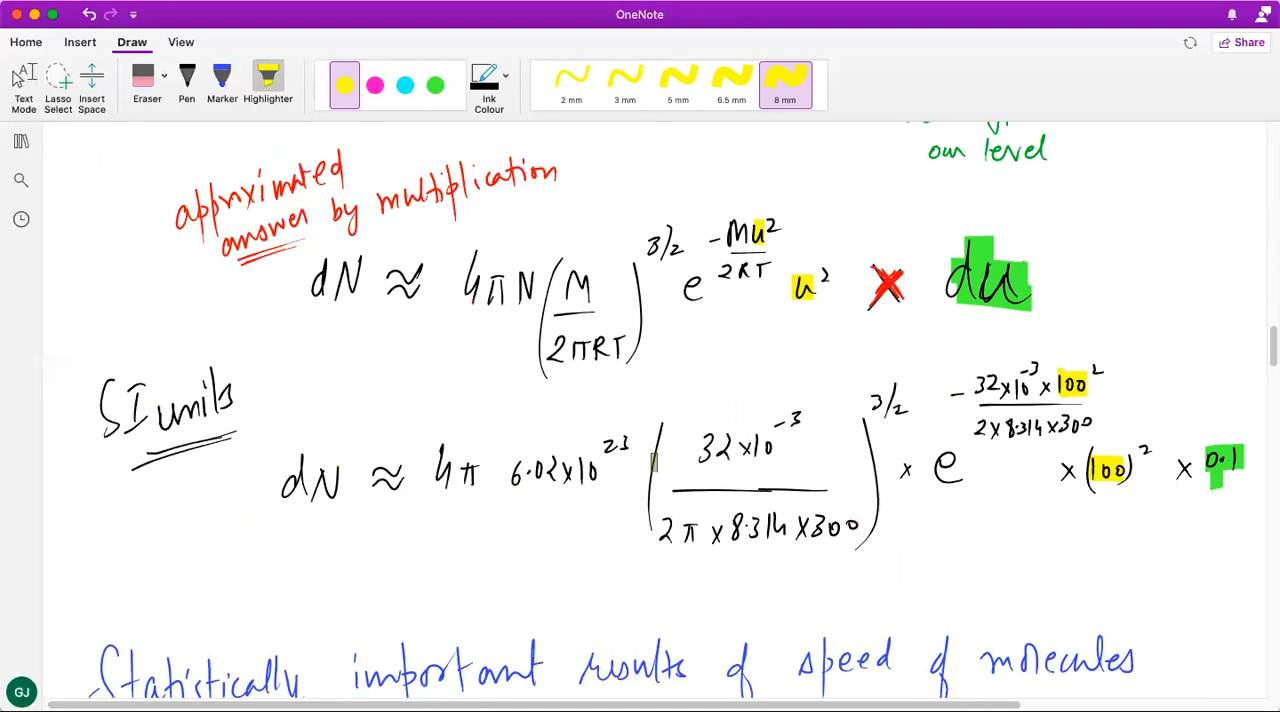 OneNote
Home Insert Draw View
Share
Text Mode
Lasso Select
Insert Space
Eraser
Pen
Marker
Highlighter
Ink Colour
2 mm
3 mm
5 mm
6.5 mm
8 mm
our level
approximated
answer by multiplication
dN ≈ 4πN (M/2πRT)^3/2 e^-Mu²/2RT u² × du
SI units
dN ≈ 4π 6.02×10^23 (32×10^-3/2π×8.314×300)^3/2 × e^-32×10^-3×100²/2×8.314×300 × (100)² × 0.1
Statistically important results of speed of molecules
GJ